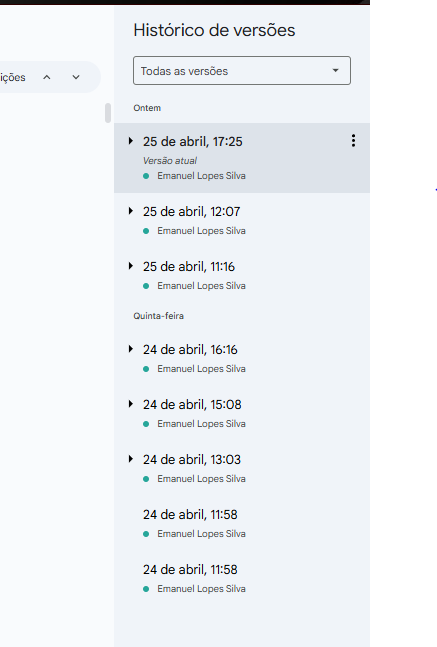 Histórico de versões
ições
Todas as versões
Ontem
25 de abril, 17:25
Versão atual
Emanuel Lopes Silva
25 de abril, 12:07
Emanuel Lopes Silva
25 de abril, 11:16
Emanuel Lopes Silva
Quinta-feira
24 de abril, 16:16
Emanuel Lopes Silva
24 de abril, 15:08
Emanuel Lopes Silva
24 de abril, 13:03
Emanuel Lopes Silva
24 de abril, 11:58
Emanuel Lopes Silva
24 de abril, 11:58
Emanuel Lopes Silva